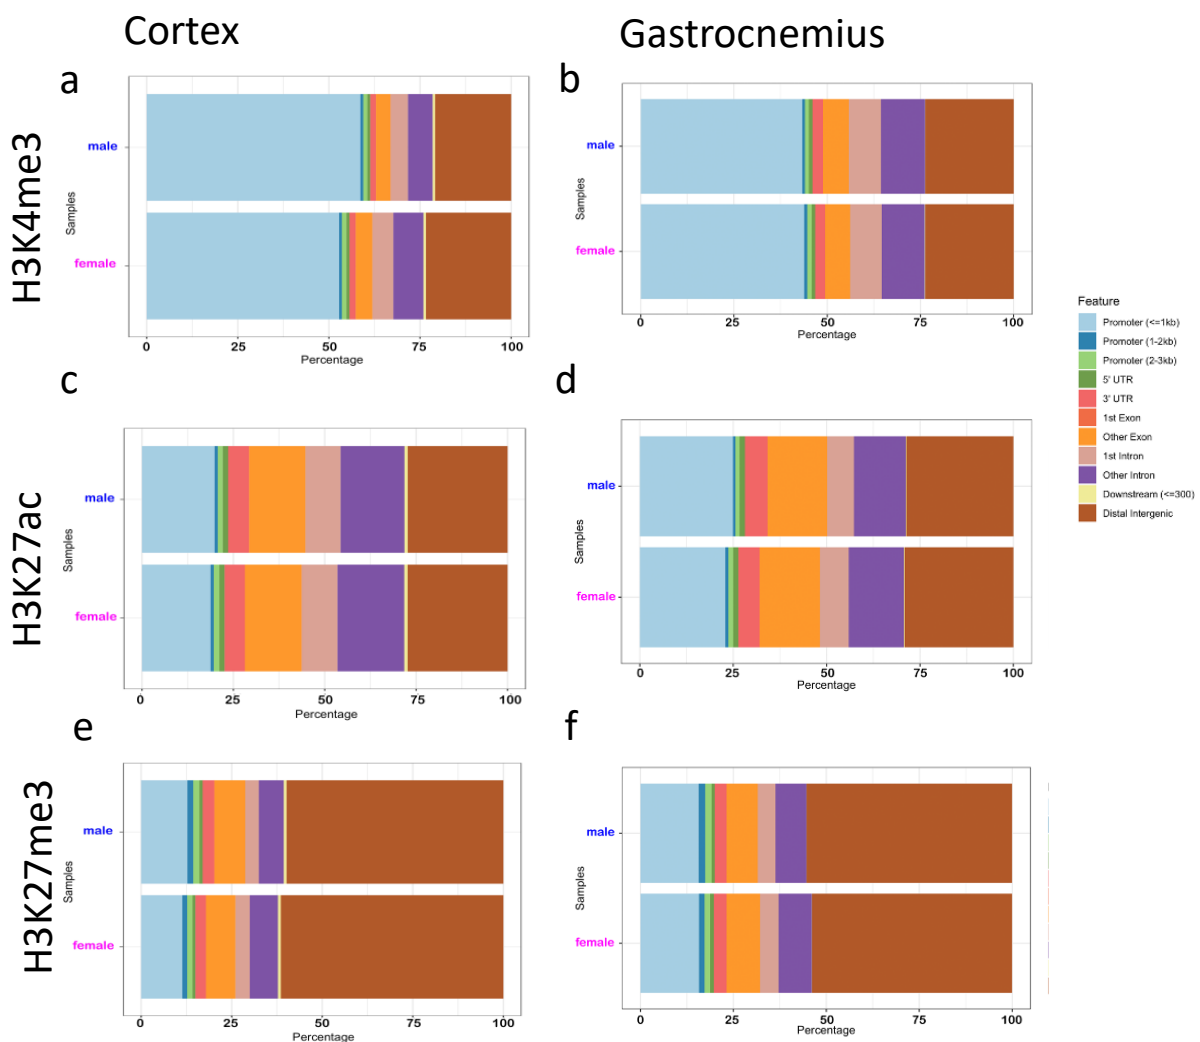 Cortex
Gastrocnemius
a
b
H3K4me3
male
female
Samples
0
25
50
75
100
Percentage
male
female
Samples
0
25
50
75
100
Percentage
Feature
Promoter (<=1kb)
Promoter (1-2kb)
Promoter (2-3kb)
5' UTR
3' UTR
1st Exon
Other Exon
1st Intron
Other Intron
Downstream (<=300)
Distal Intergenic
c
d
H3K27ac
male
female
Samples
0
25
50
75
100
Percentage
male
female
Samples
0
25
50
75
100
Percentage
e
f
H3K27me3
male
female
Samples
0
25
50
75
100
Percentage
male
female
Samples
0
25
50
75
100
Percentage